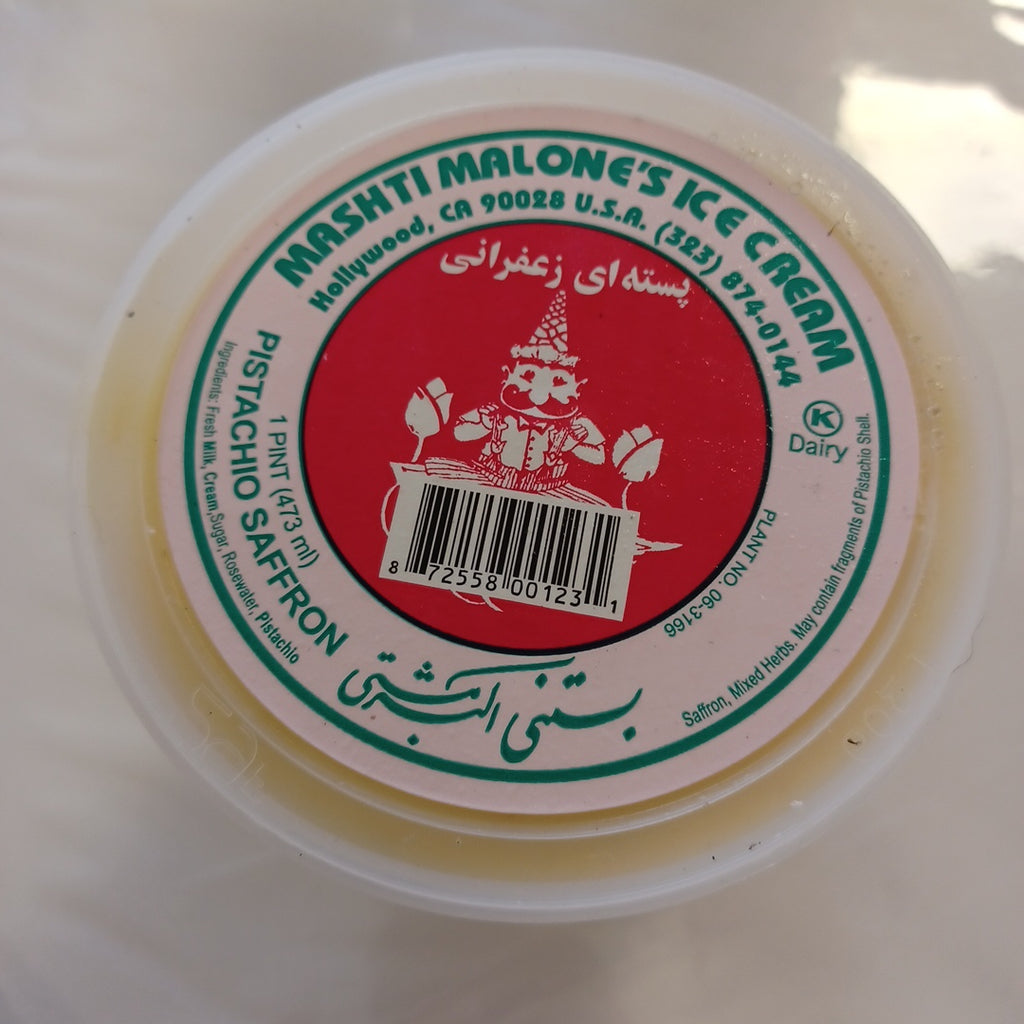 MASHTI MALONE'S ICE CREAM
Hollywood, CA 90028 U.S.A. (323) 874-0144
پسته‌ای زعفرانی
K
Dairy
PISTACHIO SAFFRON
1 PINT (473 ml)
Ingredients: Fresh Milk, Cream,Sugar, Rosewater, Pistachio
Saffron, Mixed Herbs. May contain fragments of Pistachio Shell.
PLANT NO. 06-3166
8 72558 00123 1
بستنی اکبر مشتی